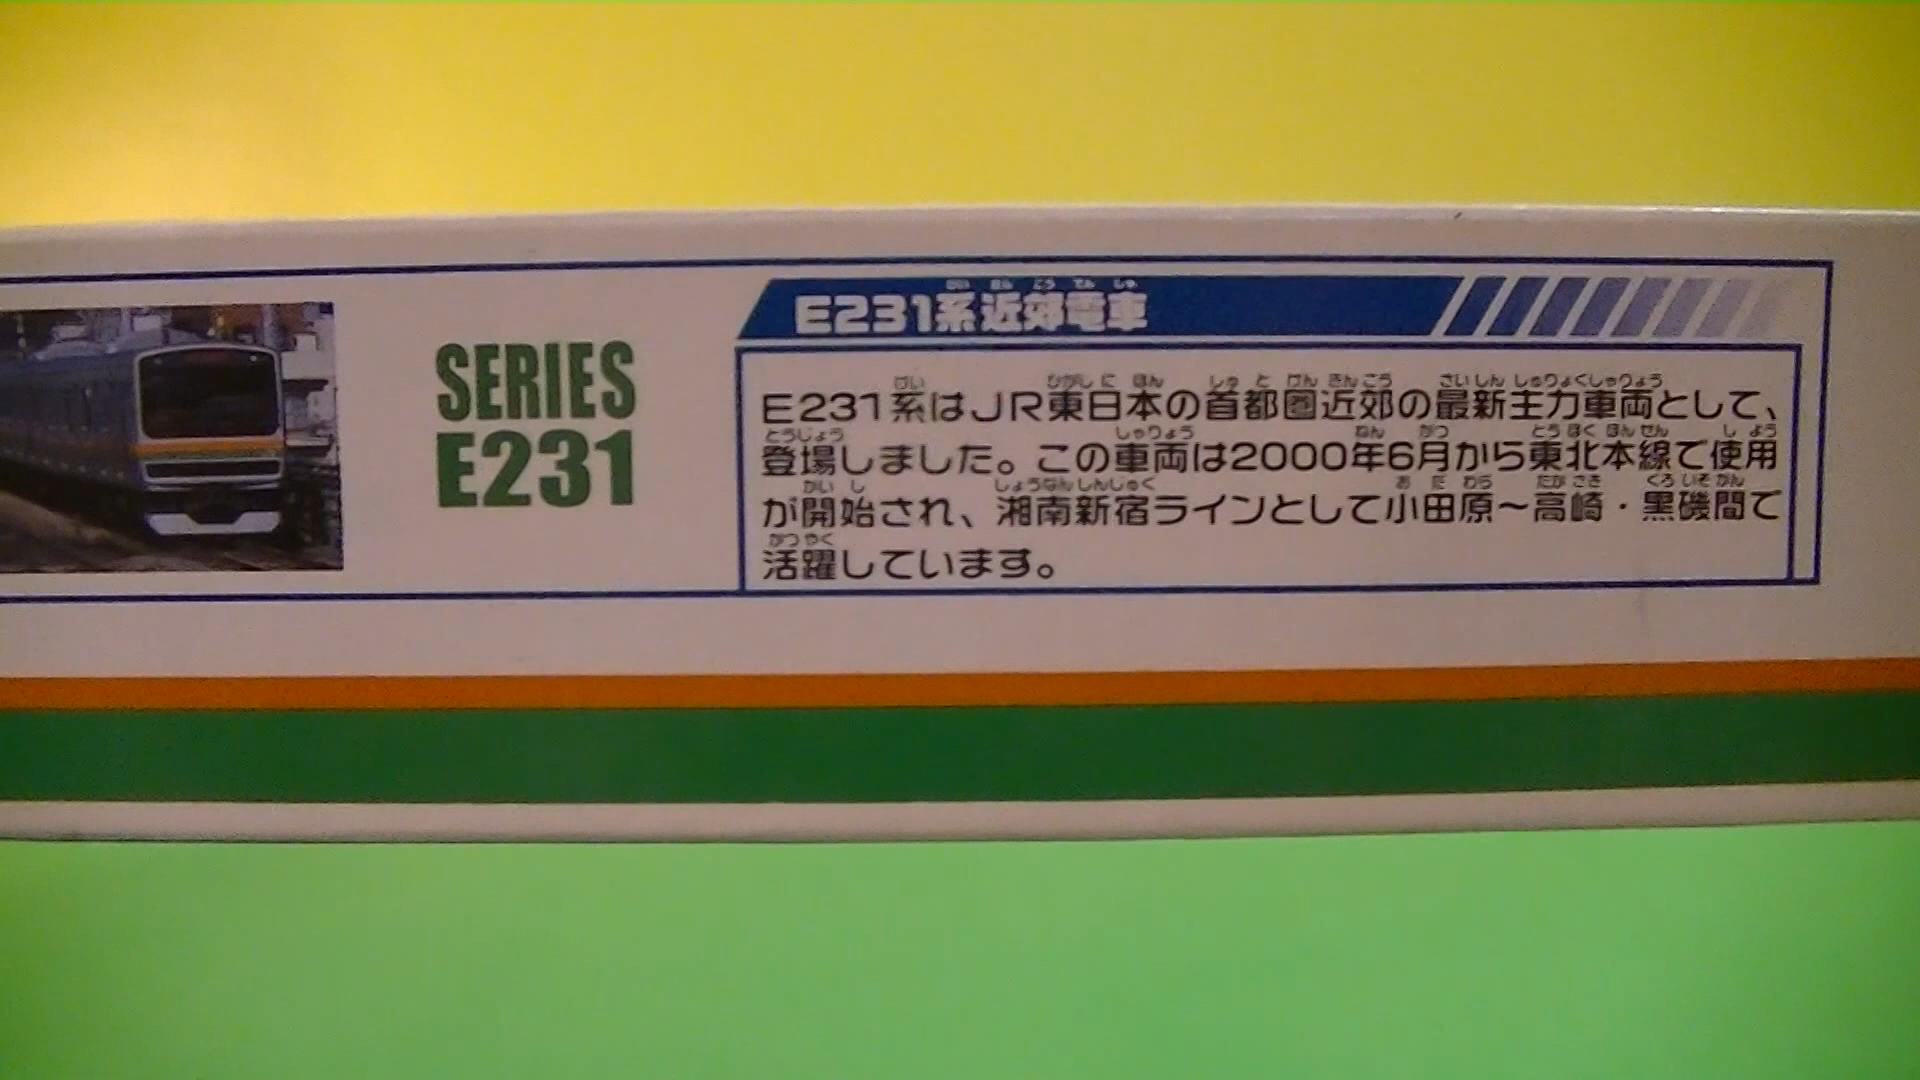 SERIES
E231
E231系近郊電車
E231系はJR東日本の首都圏近郊の最新主力車両として、
登場しました。この車両は2000年6月から東北本線で使用
が開始され、湘南新宿ラインとして小田原～高崎・黒磯間で
活躍しています。